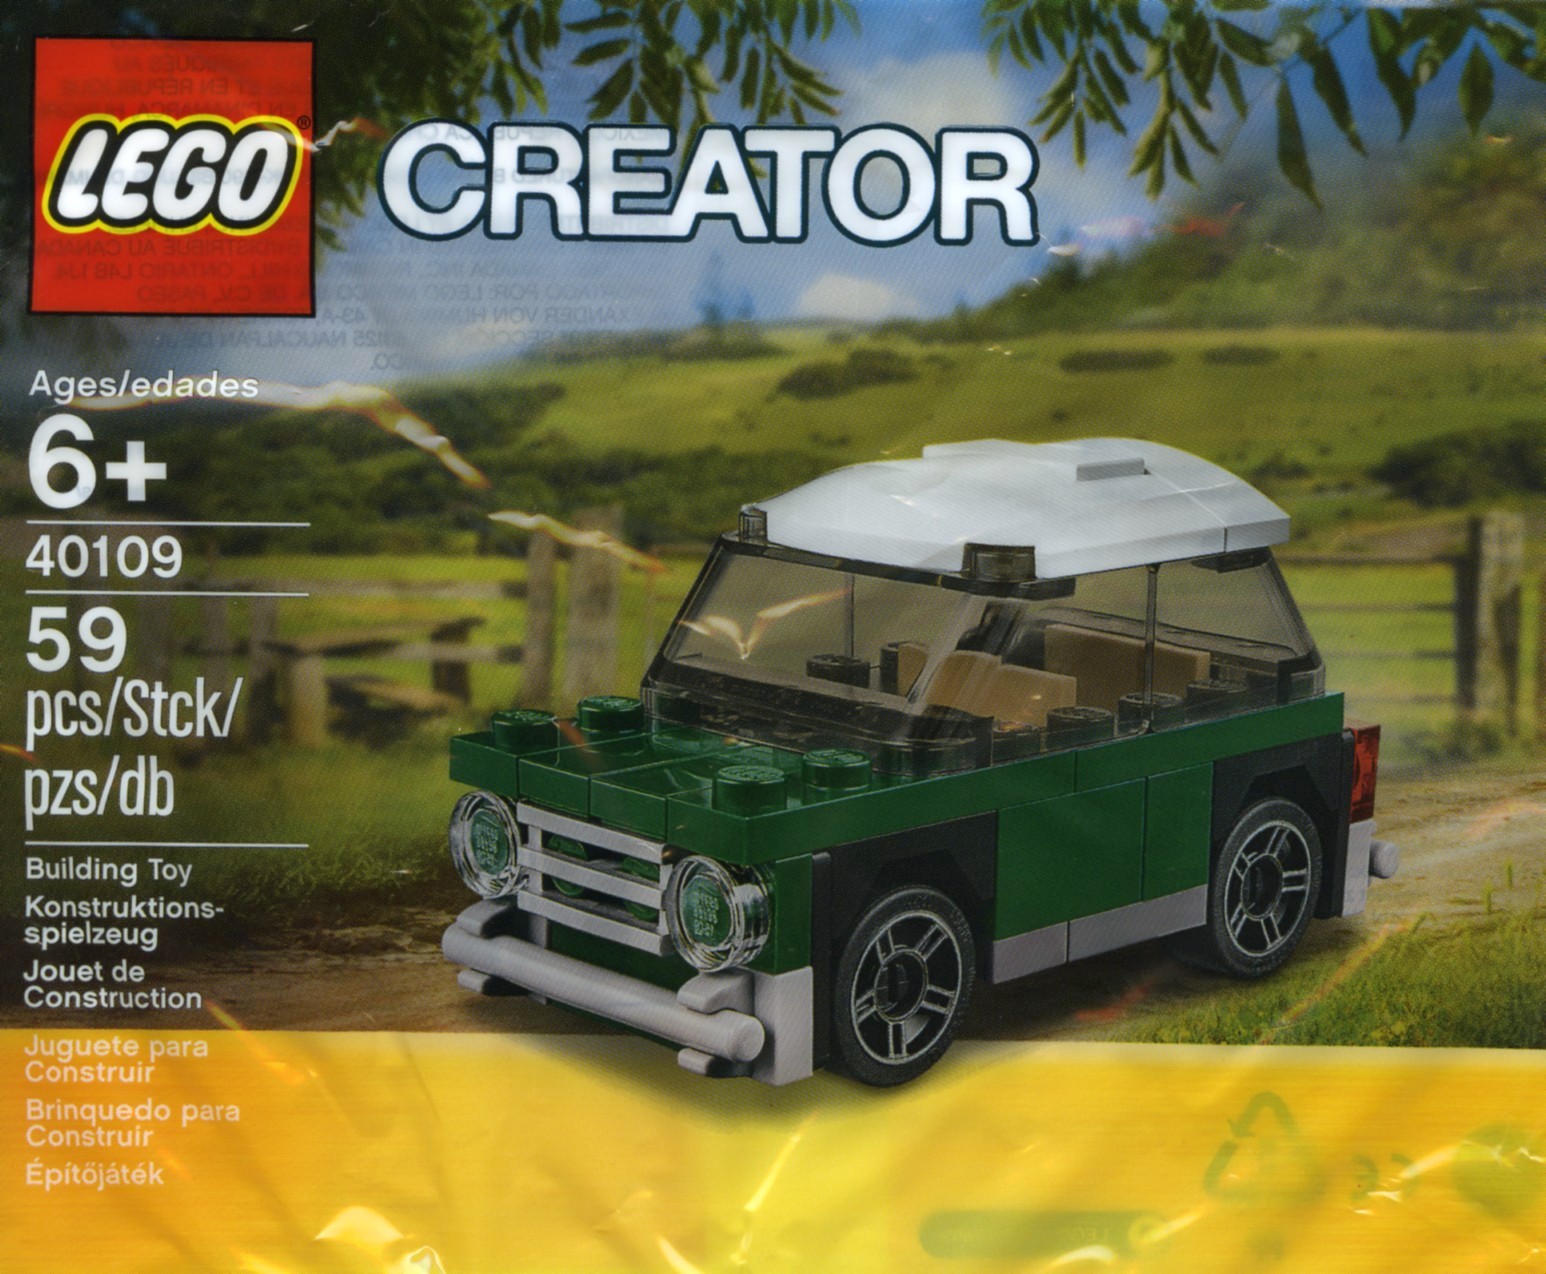 LEGO®
CREATOR
Ages/edades
6+
40109
59
pcs/Stck/
pzs/db
Building Toy
Konstruktions-
spielzeug
Jouet de
Construction
Juguete para
Construir
Brinquedo para
Construir
Építőjáték